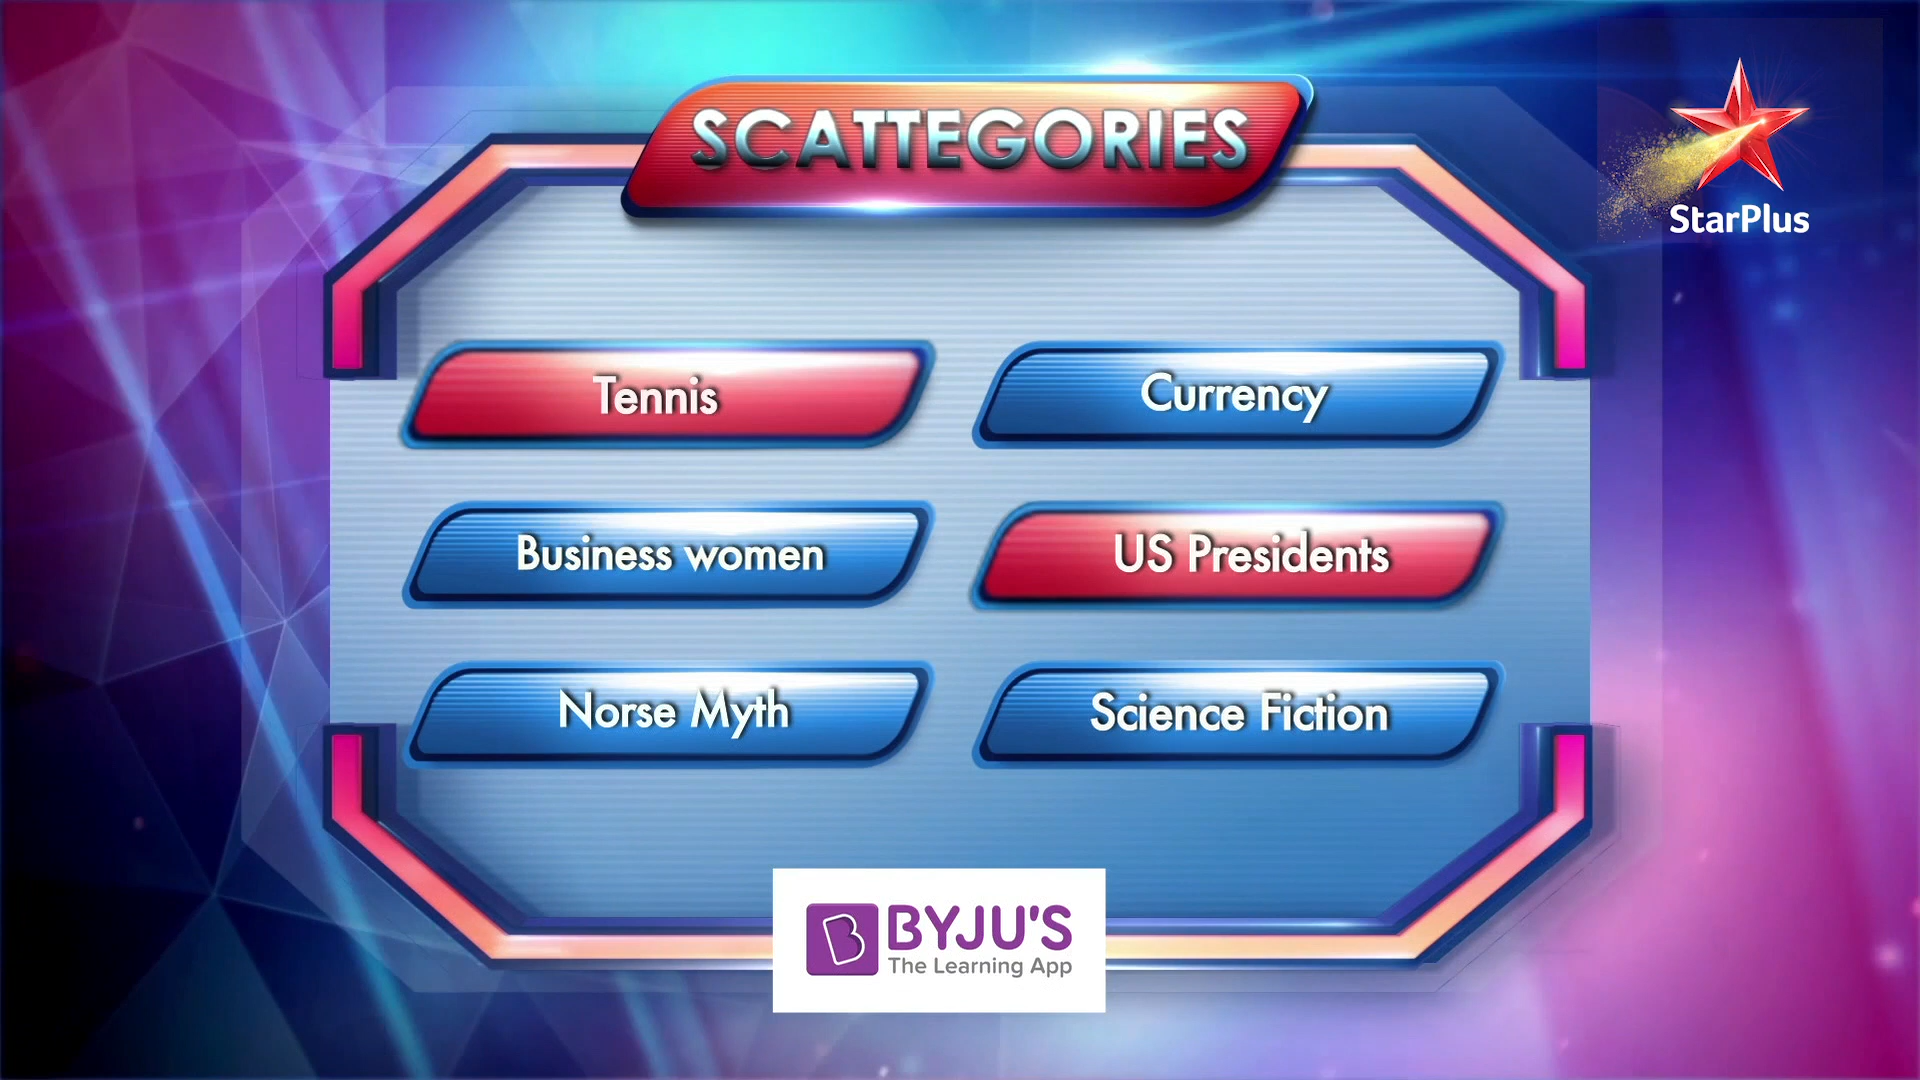 SCATTEGORIES
StarPlus
Tennis
Currency
Business women
US Presidents
Norse Myth
Science Fiction
B BYJU'S
The Learning App